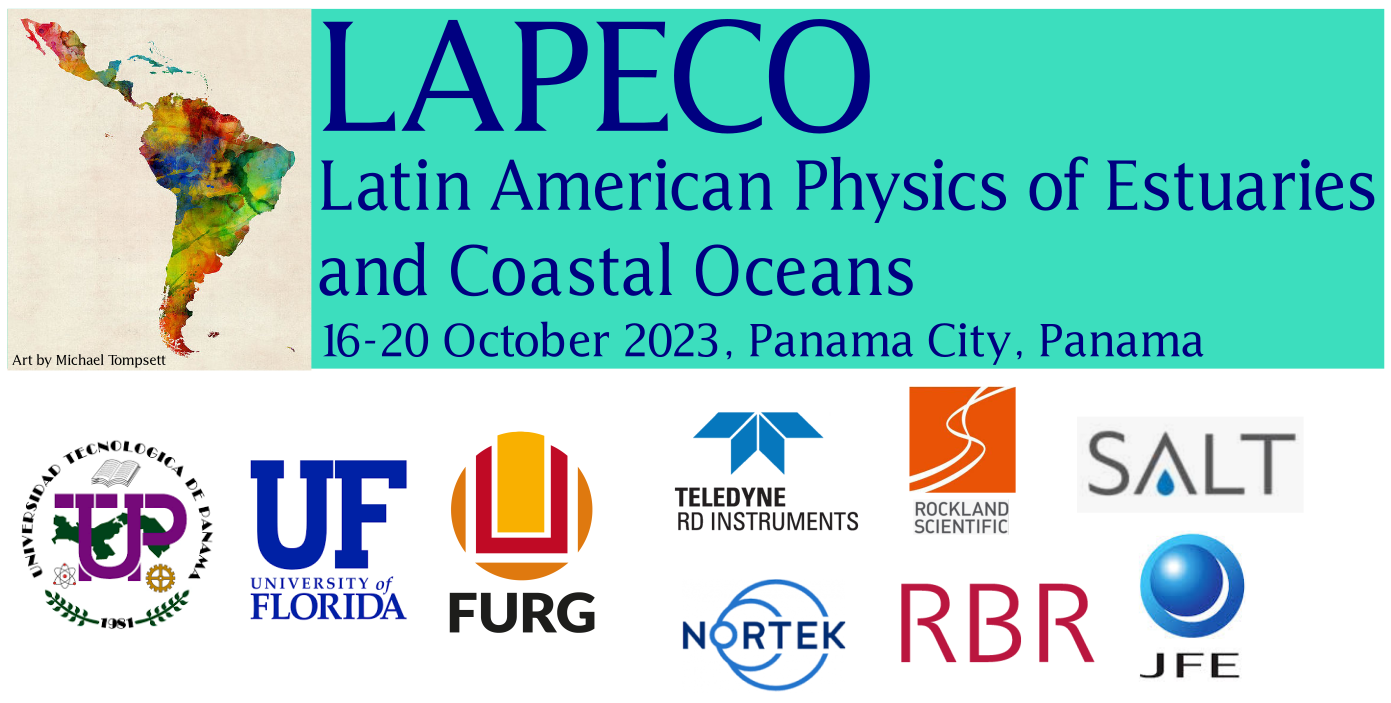 LAPECO
Latin American Physics of Estuaries
and Coastal Oceans
16-20 October 2023, Panama City, Panama
Art by Michael Tompsett
UNIVERSIDAD TECNOLOGICA DE PANAMA
UTP
1981
UF
UNIVERSITY of
FLORIDA
FURG
TELEDYNE
RD INSTRUMENTS
ROCKLAND
SCIENTIFIC
SALT
NORTEK
RBR
JFE